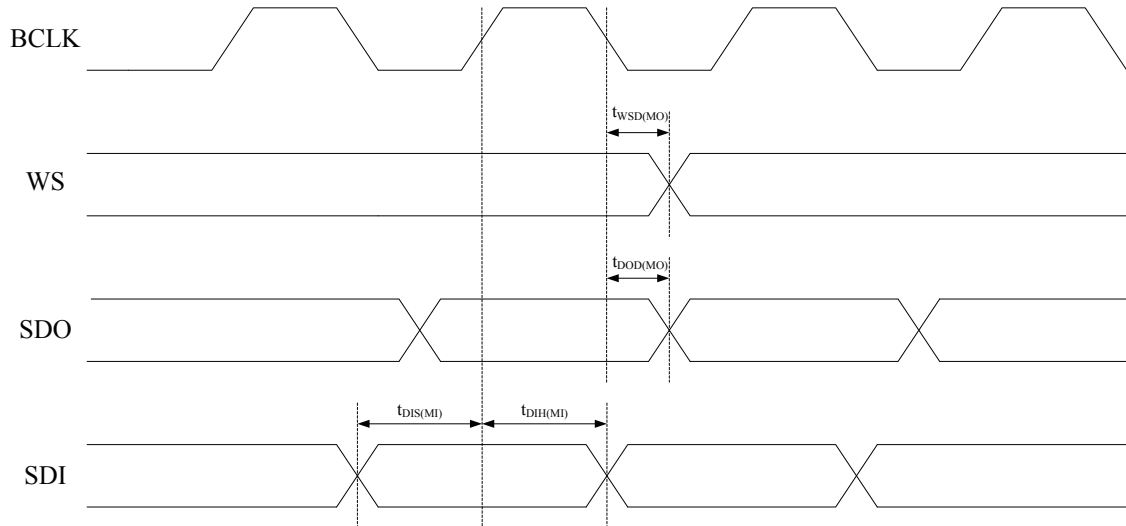 BCLK
tWSD(MO)
WS
tDOD(MO)
SDO
tDIS(MI) tDIH(MI)
SDI